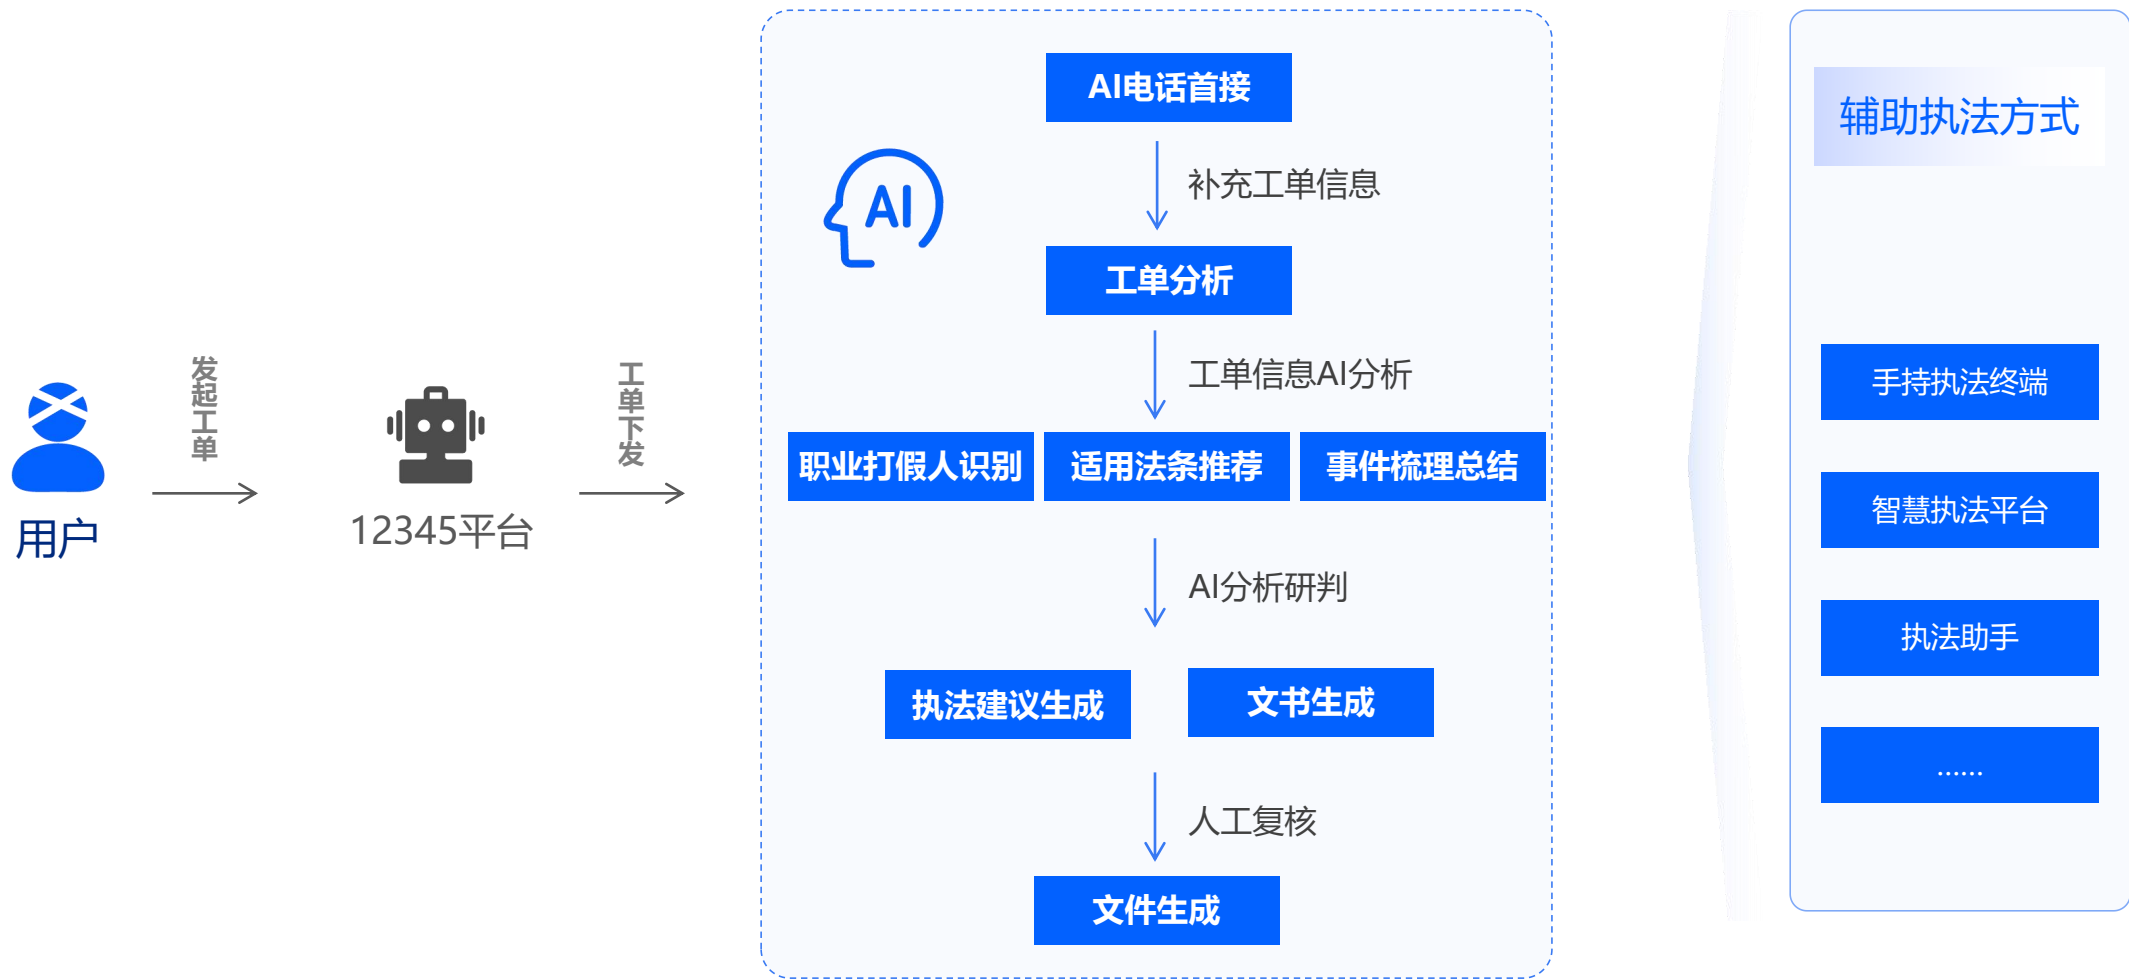 用户
发起工单
12345平台
工单下发
AI
AI电话首接
补充工单信息
工单分析
工单信息AI分析
职业打假人识别
适用法条推荐
事件梳理总结
AI分析研判
执法建议生成
文书生成
人工复核
文件生成
辅助执法方式
手持执法终端
智慧执法平台
执法助手
......